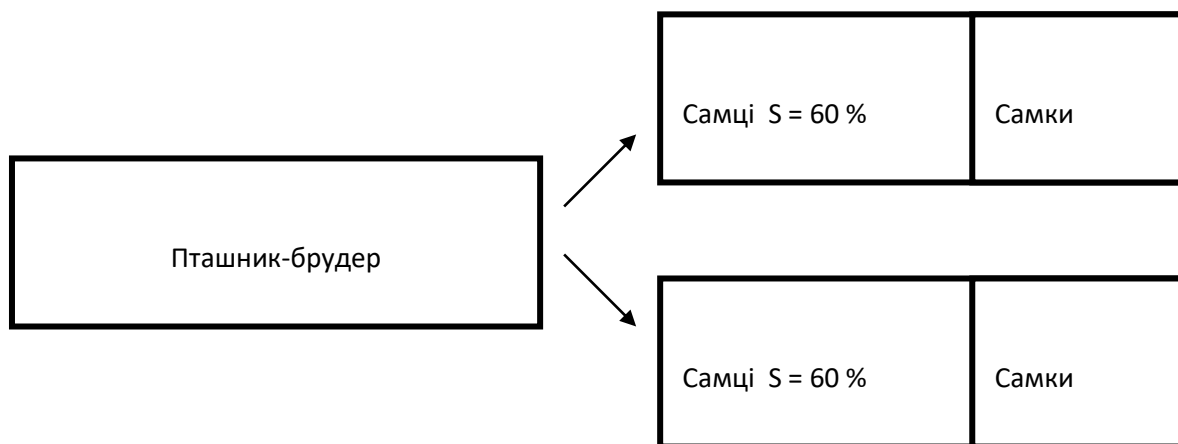 Самці S = 60 %
Самки
Пташник-брудер
Самці S = 60 %
Самки